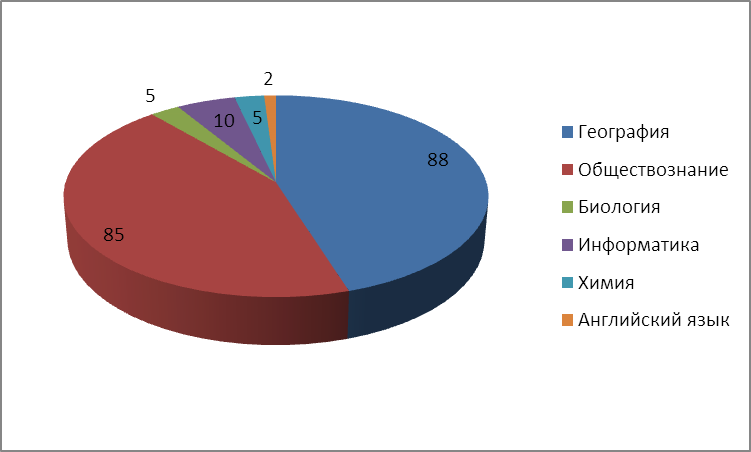 2
5
10
5
88
85
География
Обществознание
Биология
Информатика
Химия
Английский язык